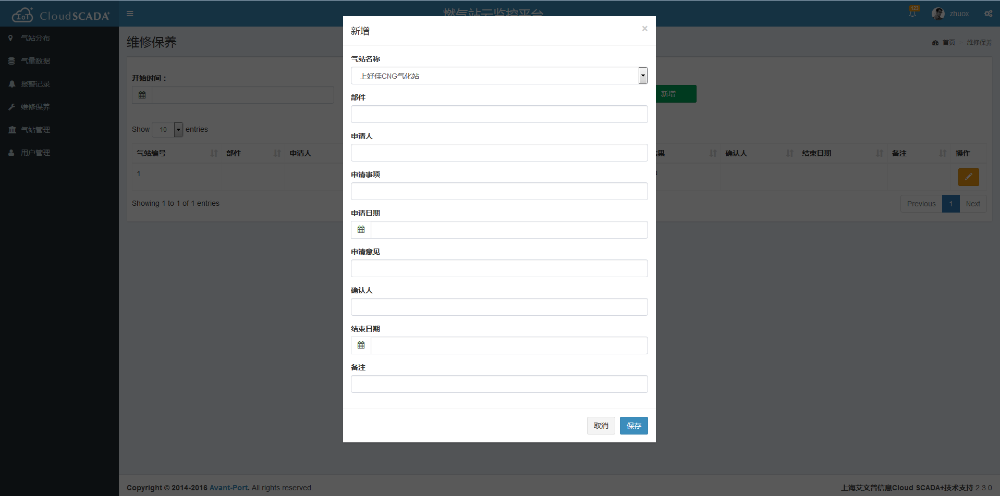 IoT CloudSCADA+
燃气站云监控平台
123
zhuox
气站分布
气量数据
报警记录
维修保养
气站管理
用户管理
维修保养
首页 > 维修保养
开始时间：
新增
Show 10 entries
气站编号 部件 申请人 结果 确认人 结束日期 备注 操作
1
Showing 1 to 1 of 1 entries
Previous 1 Next
新增
×
气站名称
上好佳CNG气化站
部件
申请人
申请事项
申请日期
申请意见
确认人
结束日期
备注
取消 保存
Copyright © 2014-2016 Avant-Port. All rights reserved.
上海艾文普信息Cloud SCADA+技术支持 2.3.0